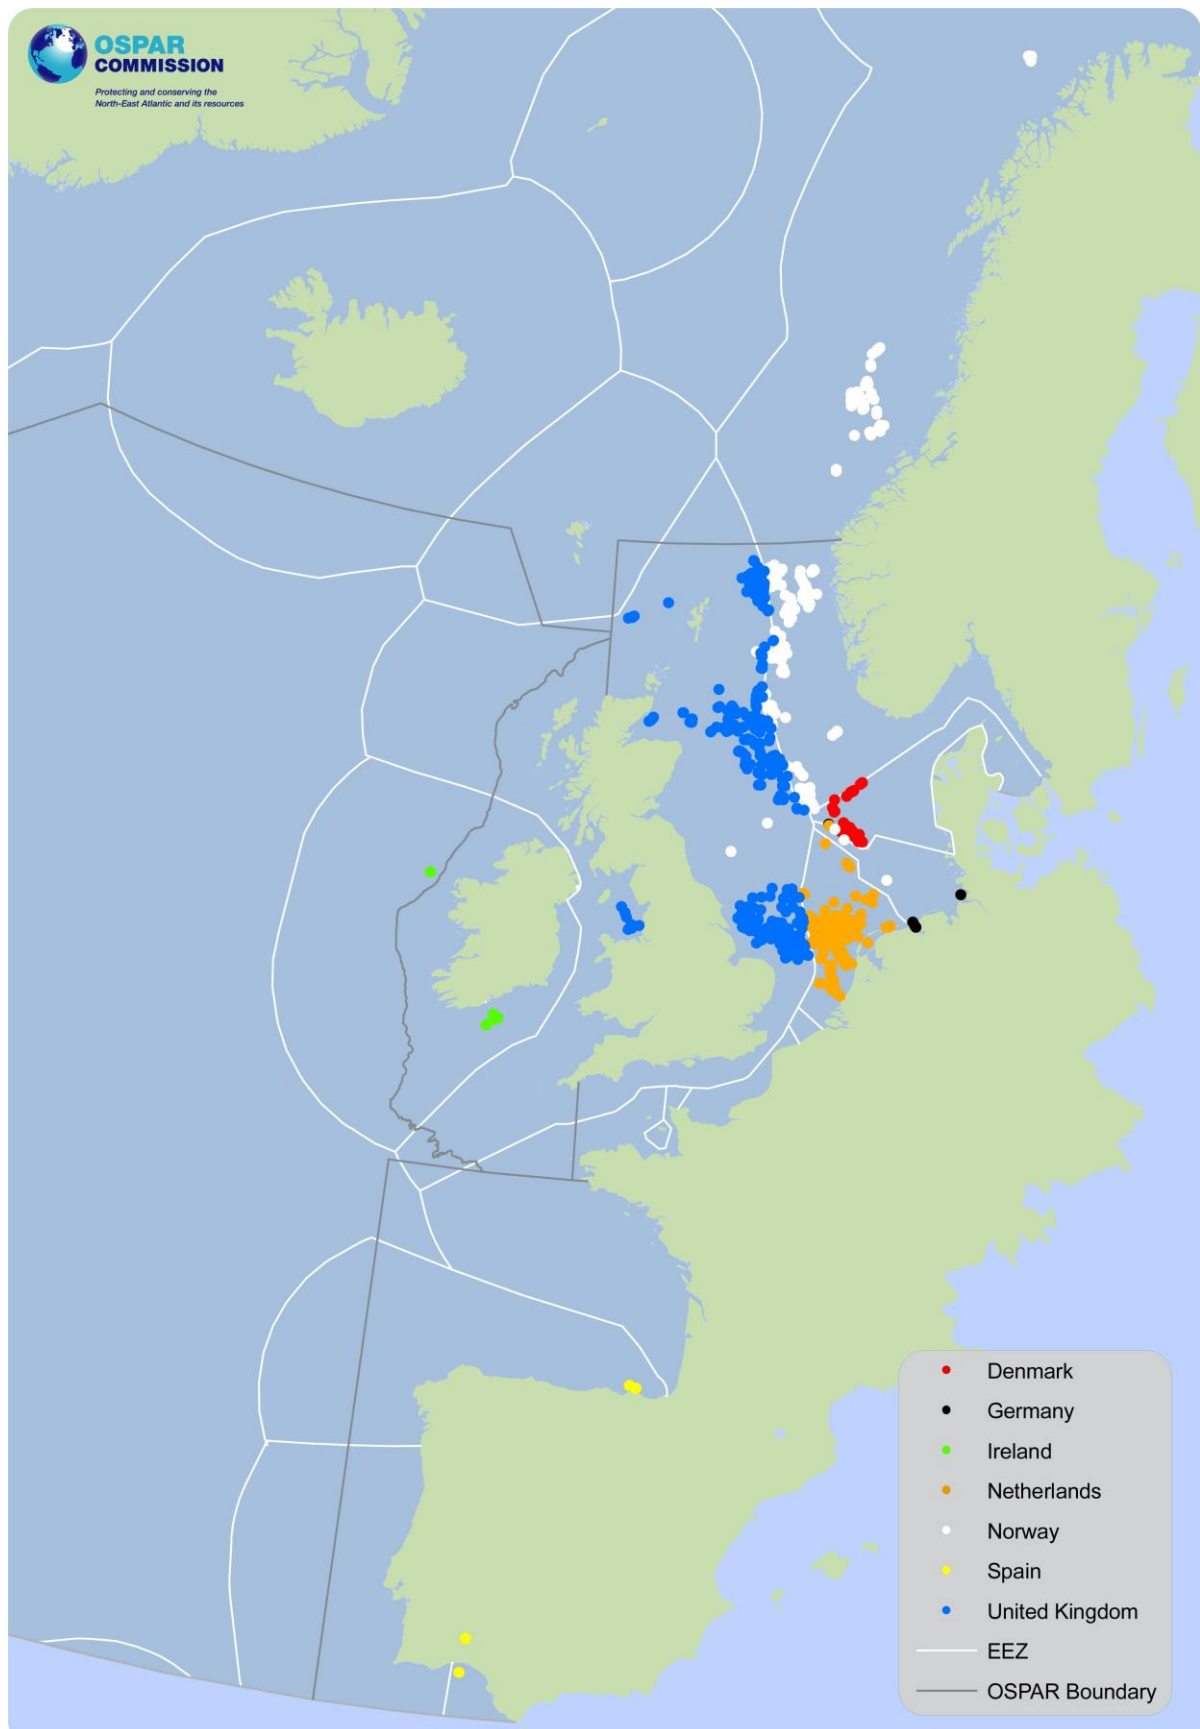 OSPAR
COMMISSION
Protecting and conserving the
North-East Atlantic and its resources
Denmark
Germany
Ireland
Netherlands
Norway
Spain
United Kingdom
EEZ
OSPAR Boundary